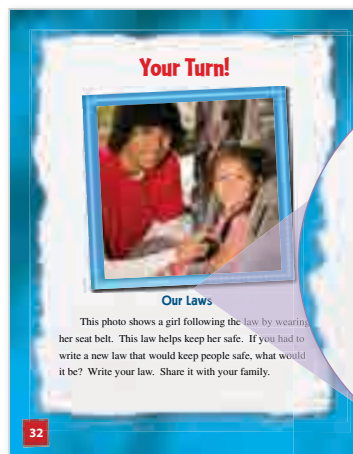 Your Turn!
Our Laws
This photo shows a girl following the law by wearing
her seat belt. This law helps keep her safe. If you had to
write a new law that would keep people safe, what would
it be? Write your law. Share it with your family.
32